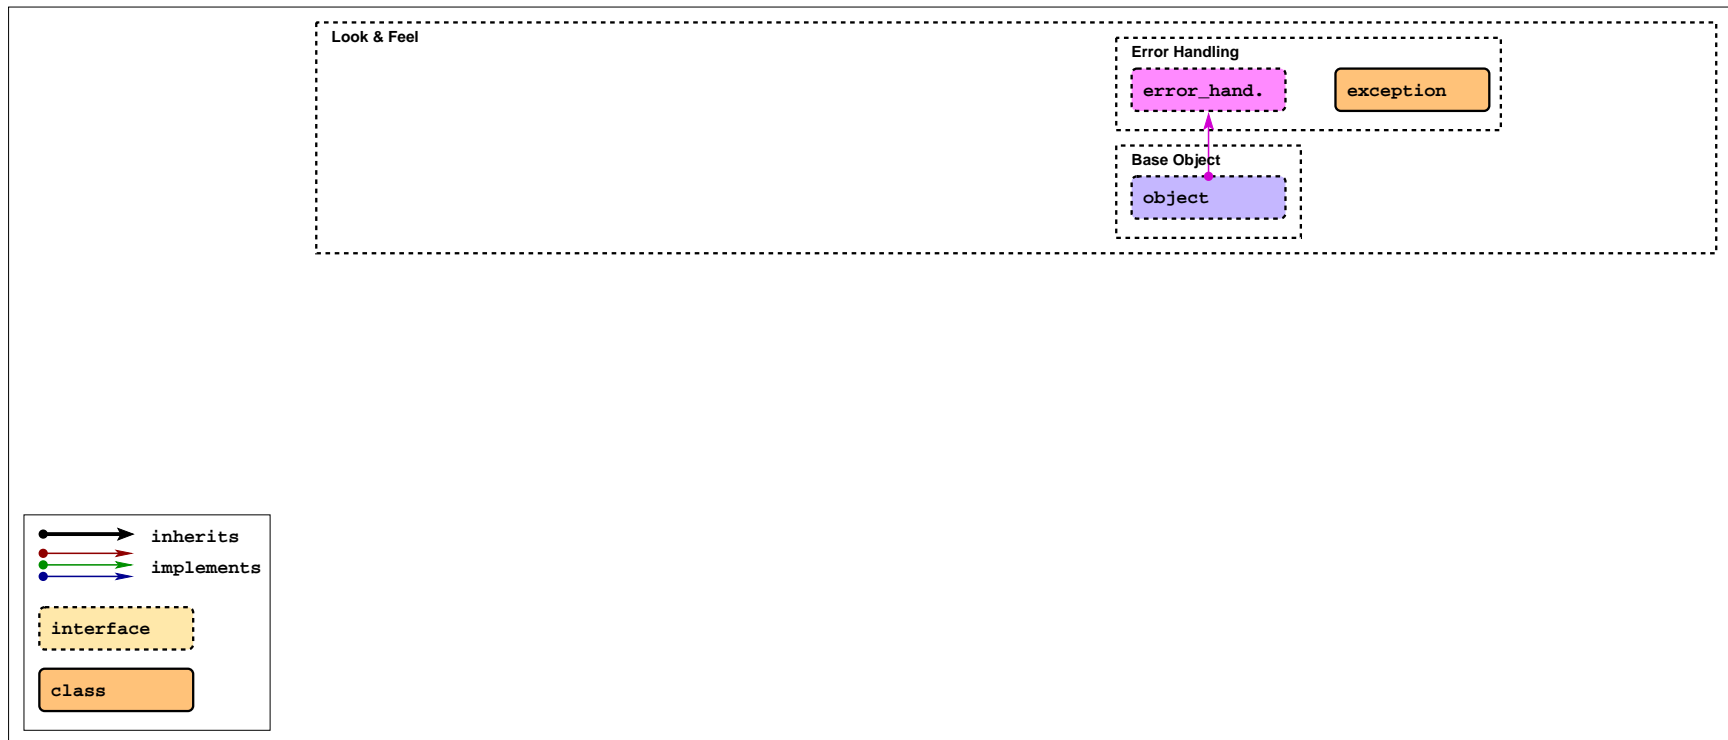 Look & Feel
Error Handling
error_hand.
exception
Base Object
object
inherits
implements
interface
class